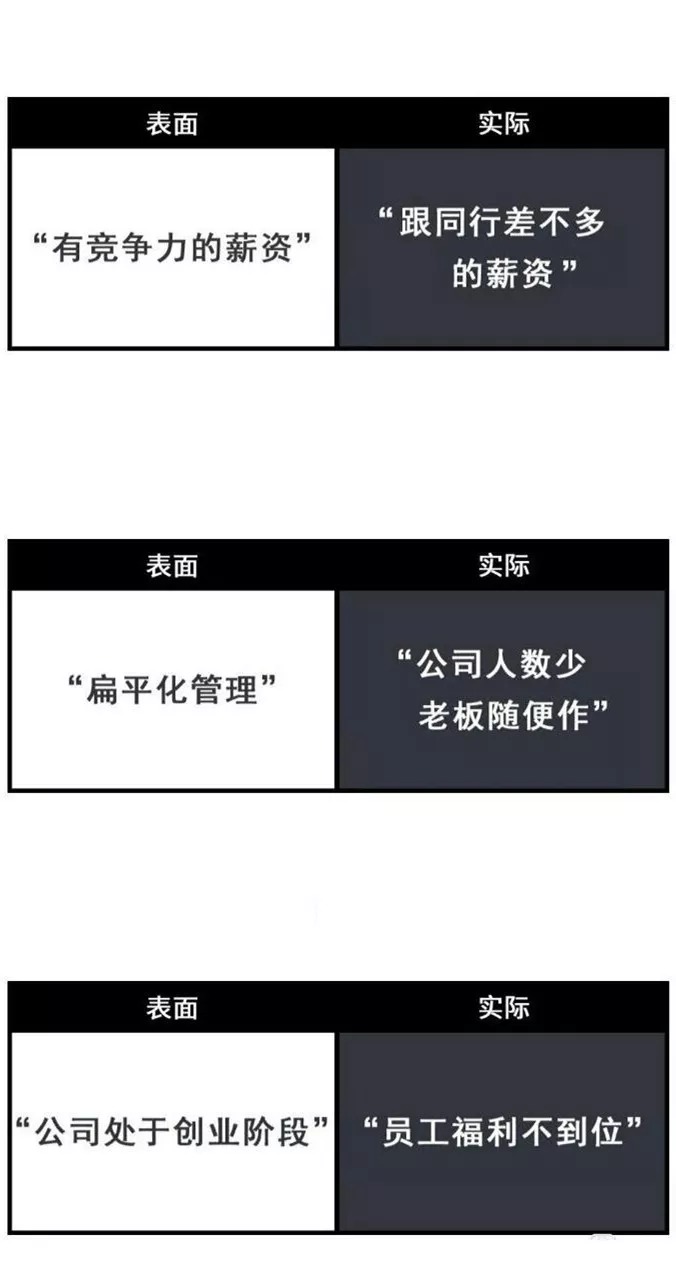 表面 实际
“有竞争力的薪资”
“跟同行差不多
的薪资”
表面 实际
“扁平化管理”
“公司人数少
老板随便作”
表面 实际
“公司处于创业阶段”
“员工福利不到位”